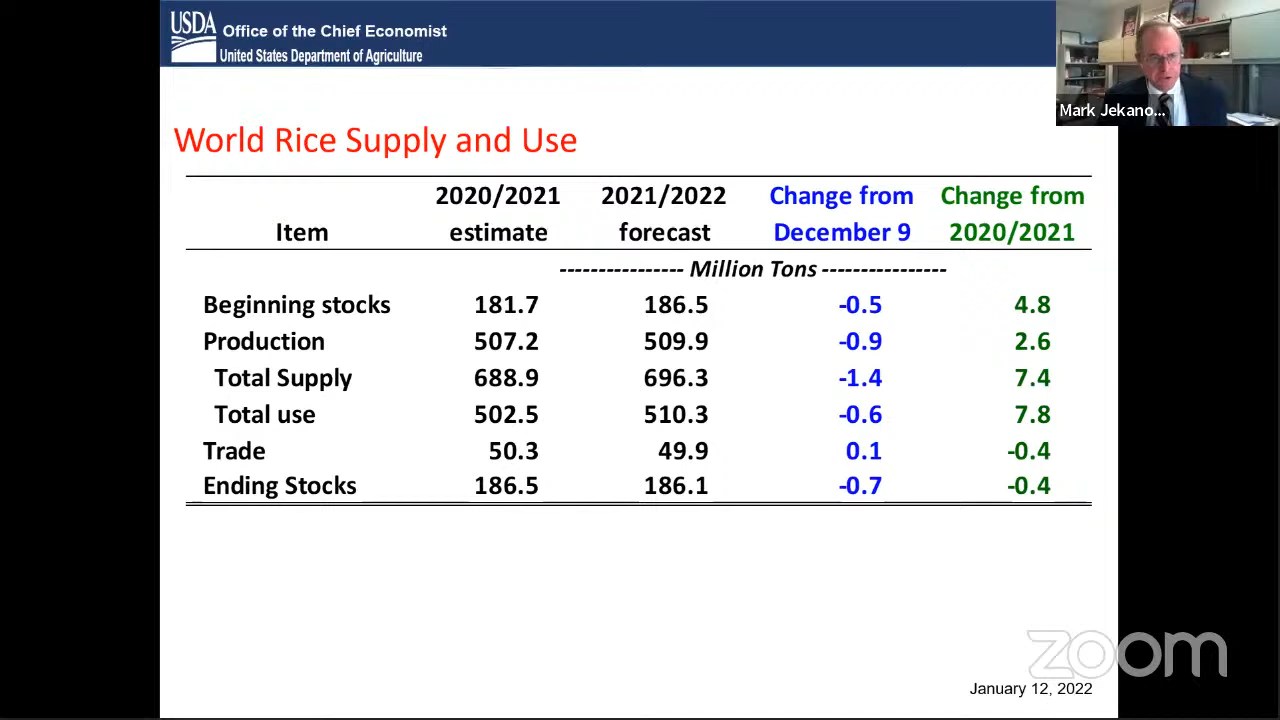 USDA Office of the Chief Economist
United States Department of Agriculture
Mark Jekano...
World Rice Supply and Use
2020/2021 2021/2022 Change from Change from
Item estimate forecast December 9 2020/2021
---------------- Million Tons ----------------
Beginning stocks 181.7 186.5 -0.5 4.8
Production 507.2 509.9 -0.9 2.6
Total Supply 688.9 696.3 -1.4 7.4
Total use 502.5 510.3 -0.6 7.8
Trade 50.3 49.9 0.1 -0.4
Ending Stocks 186.5 186.1 -0.7 -0.4
zoom
January 12, 2022